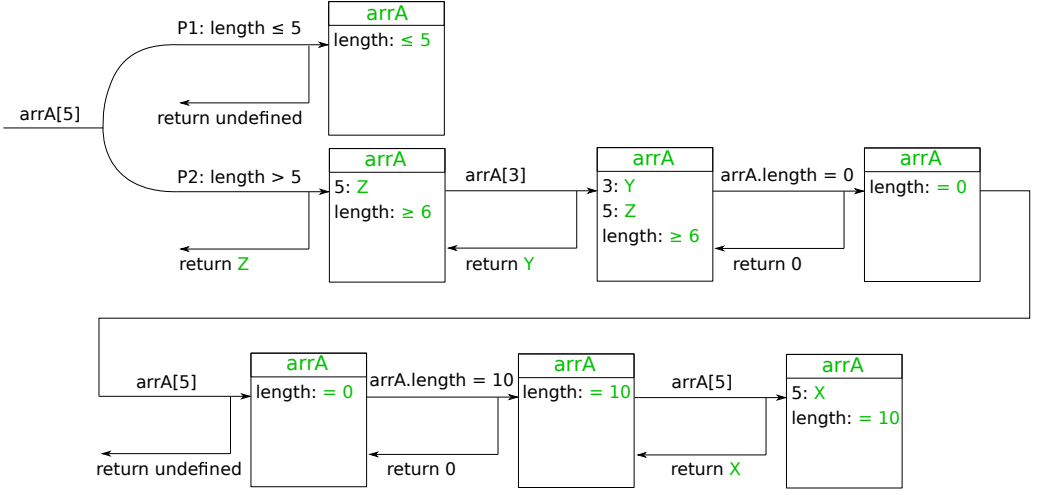 arrA[5]
P1: length ≤ 5
return undefined
arrA
length: ≤ 5
P2: length > 5
return Z
arrA
5: Z
length: ≥ 6
arrA[3]
return Y
arrA
3: Y
5: Z
length: ≥ 6
arrA.length = 0
return 0
arrA
length: = 0
arrA[5]
return undefined
arrA
length: = 0
arrA.length = 10
return 0
arrA
length: = 10
arrA[5]
return X
arrA
5: X
length: = 10